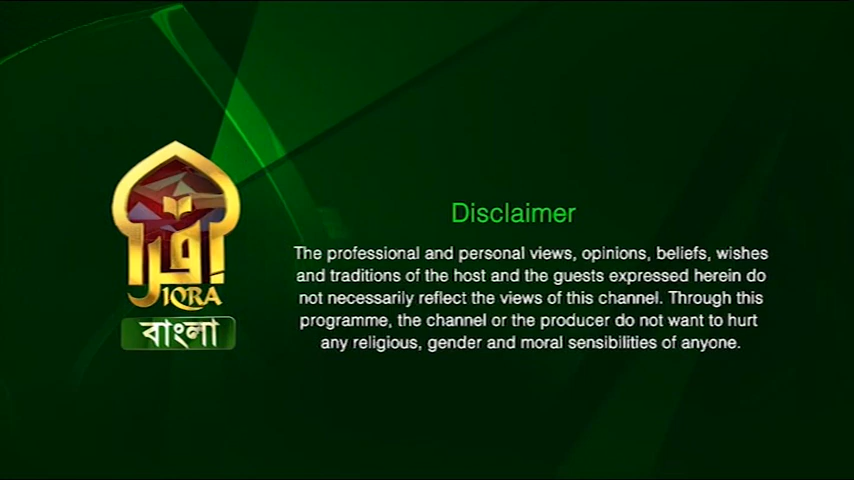 اقرأ
IQRA
বাংলা
Disclaimer
The professional and personal views, opinions, beliefs, wishes
and traditions of the host and the guests expressed herein do
not necessarily reflect the views of this channel. Through this
programme, the channel or the producer do not want to hurt
any religious, gender and moral sensibilities of anyone.